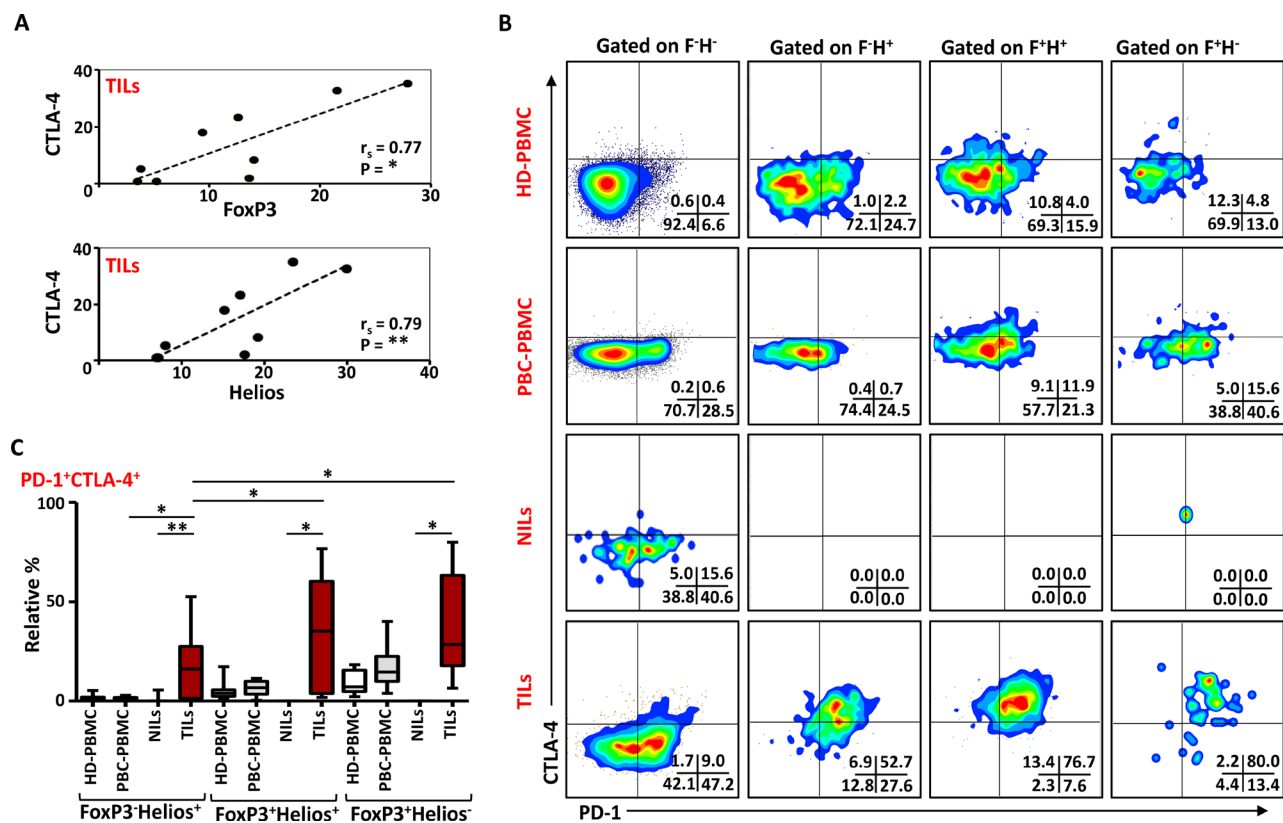 A
TILs
CTLA-4
40
20
0
rₛ = 0.77
P = *
10
20
30
FoxP3
TILs
CTLA-4
40
20
0
rₛ = 0.79
P = **
10
20
30
40
Helios
B
Gated on F⁻H⁻
Gated on F⁻H⁺
Gated on F⁺H⁺
Gated on F⁺H⁻
HD-PBMC
0.6 0.4
92.4 6.6
1.0 2.2
72.1 24.7
10.8 4.0
69.3 15.9
12.3 4.8
69.9 13.0
PBC-PBMC
0.2 0.6
70.7 28.5
0.4 0.7
74.4 24.5
9.1 11.9
57.7 21.3
5.0 15.6
38.8 40.6
NILs
5.0 15.6
38.8 40.6
0.0 0.0
0.0 0.0
0.0 0.0
0.0 0.0
0.0 0.0
0.0 0.0
TILs
1.7 9.0
42.1 47.2
6.9 52.7
12.8 27.6
13.4 76.7
2.3 7.6
2.2 80.0
4.4 13.4
CTLA-4
PD-1
C
PD-1⁺CTLA-4⁺
Relative %
100
50
0
*
*
*
**
*
*
HD-PBMC
PBC-PBMC
NILs
TILs
HD-PBMC
PBC-PBMC
NILs
TILs
HD-PBMC
PBC-PBMC
NILs
TILs
FoxP3⁻Helios⁺
FoxP3⁺Helios⁺
FoxP3⁺Helios⁻